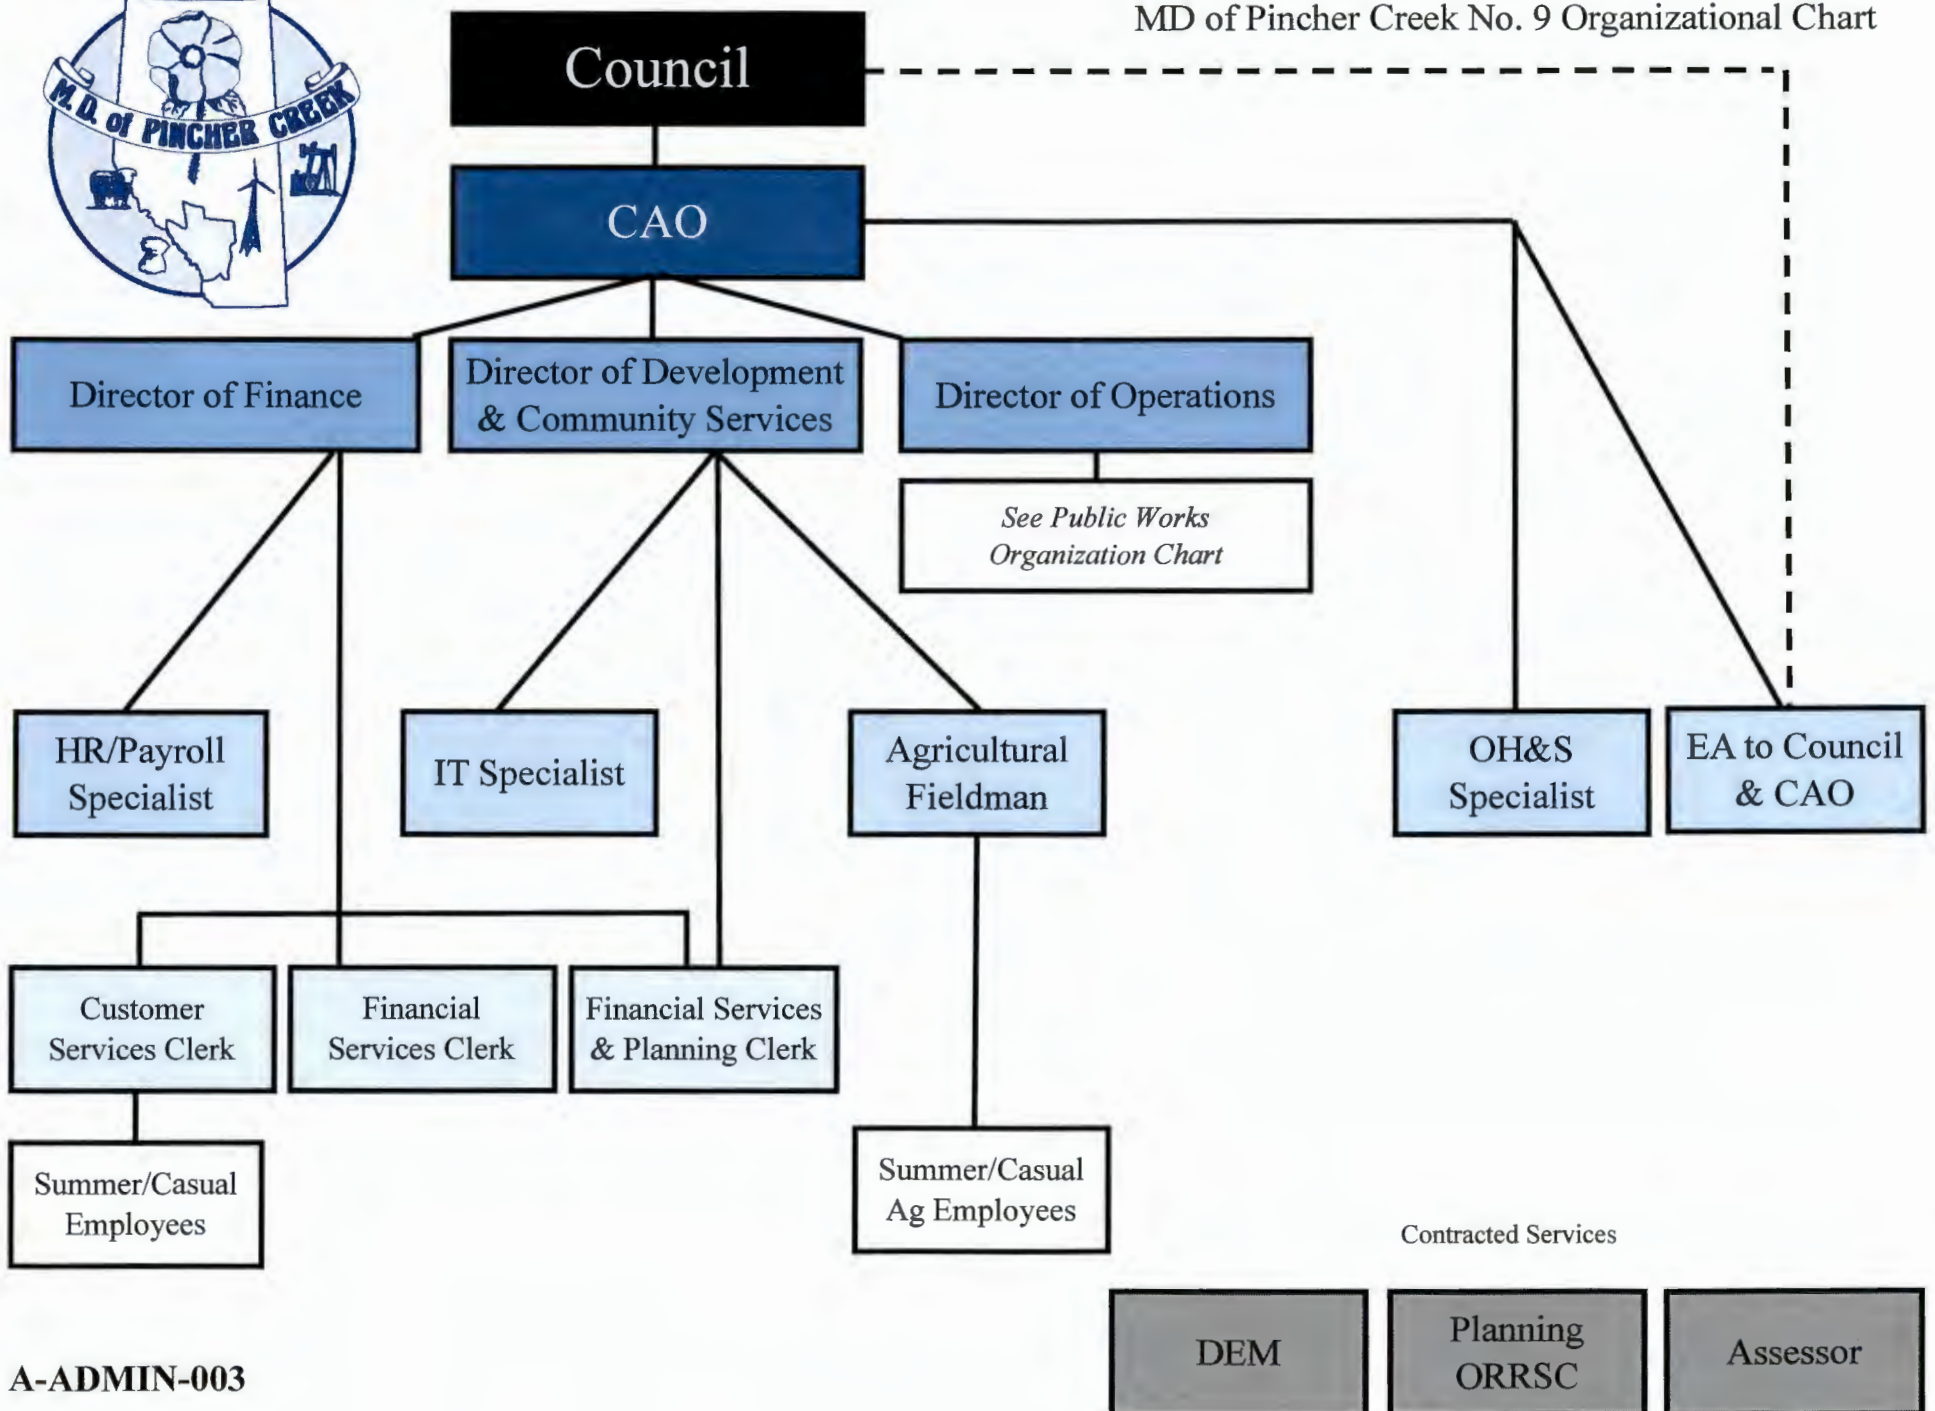 MD of Pincher Creek No. 9 Organizational Chart
M.D. of PINCHER CREEK
Council
CAO
Director of Finance
Director of Development
& Community Services
Director of Operations
See Public Works
Organization Chart
HR/Payroll
Specialist
IT Specialist
Agricultural
Fieldman
OH&S
Specialist
EA to Council
& CAO
Customer
Services Clerk
Financial
Services Clerk
Financial Services
& Planning Clerk
Summer/Casual
Employees
Summer/Casual
Ag Employees
Contracted Services
DEM
Planning
ORRSC
Assessor
A-ADMIN-003